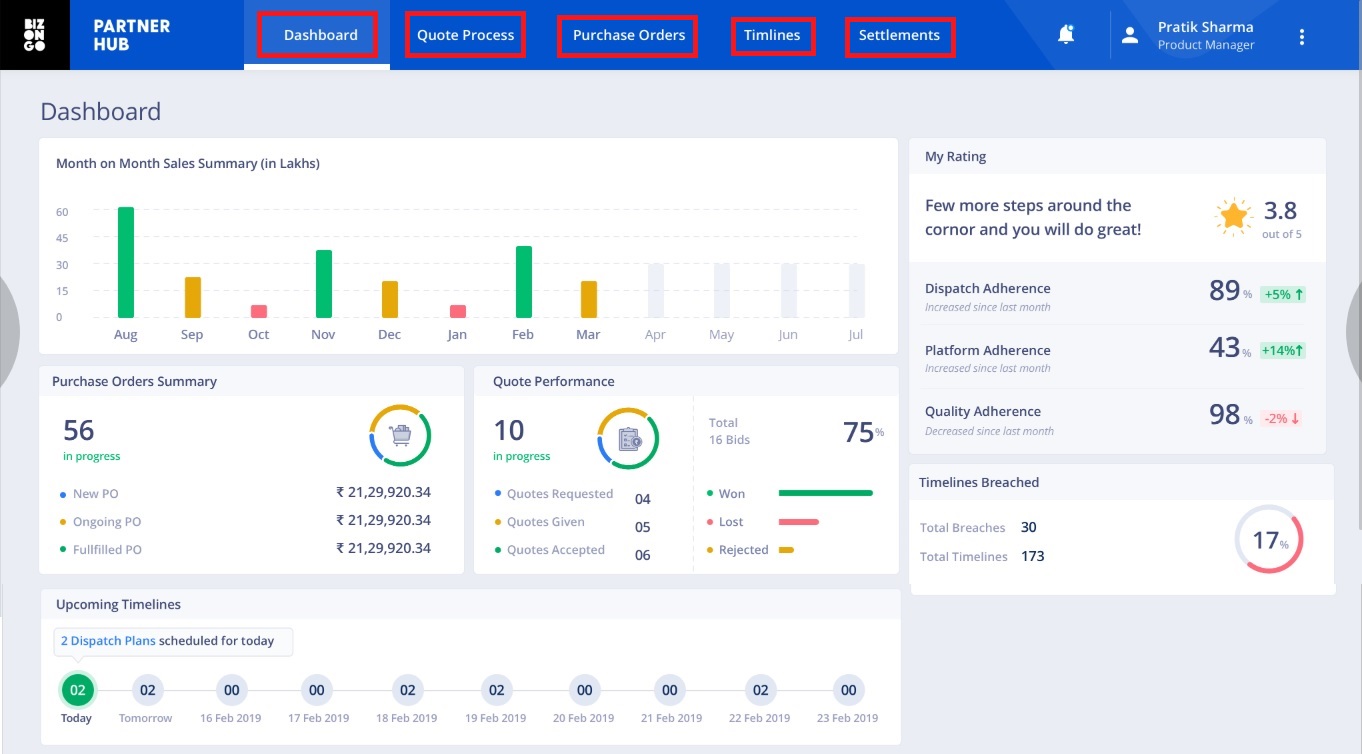 BIZ
ON
GO
PARTNER
HUB
Dashboard
Quote Process
Purchase Orders
Timlines
Settlements
Pratik Sharma
Product Manager
Dashboard
Month on Month Sales Summary (in Lakhs)
60
45
30
15
0
Aug Sep Oct Nov Dec Jan Feb Mar Apr May Jun Jul
My Rating
Few more steps around the
cornor and you will do great!
3.8
out of 5
Dispatch Adherence
Increased since last month
89 % +5% ↑
Platform Adherence
Increased since last month
43 % +14%↑
Quality Adherence
Decreased since last month
98 % -2% ↓
Purchase Orders Summary
56
in progress
New PO ₹ 21,29,920.34
Ongoing PO ₹ 21,29,920.34
Fullfilled PO ₹ 21,29,920.34
Quote Performance
10
in progress
Quotes Requested 04
Quotes Given 05
Quotes Accepted 06
Total
16 Bids
75%
Won
Lost
Rejected
Timelines Breached
Total Breaches 30
Total Timelines 173
17%
Upcoming Timelines
2 Dispatch Plans scheduled for today
02 02 00 00 02 02 00 00 02 00
Today Tomorrow 16 Feb 2019 17 Feb 2019 18 Feb 2019 19 Feb 2019 20 Feb 2019 21 Feb 2019 22 Feb 2019 23 Feb 2019